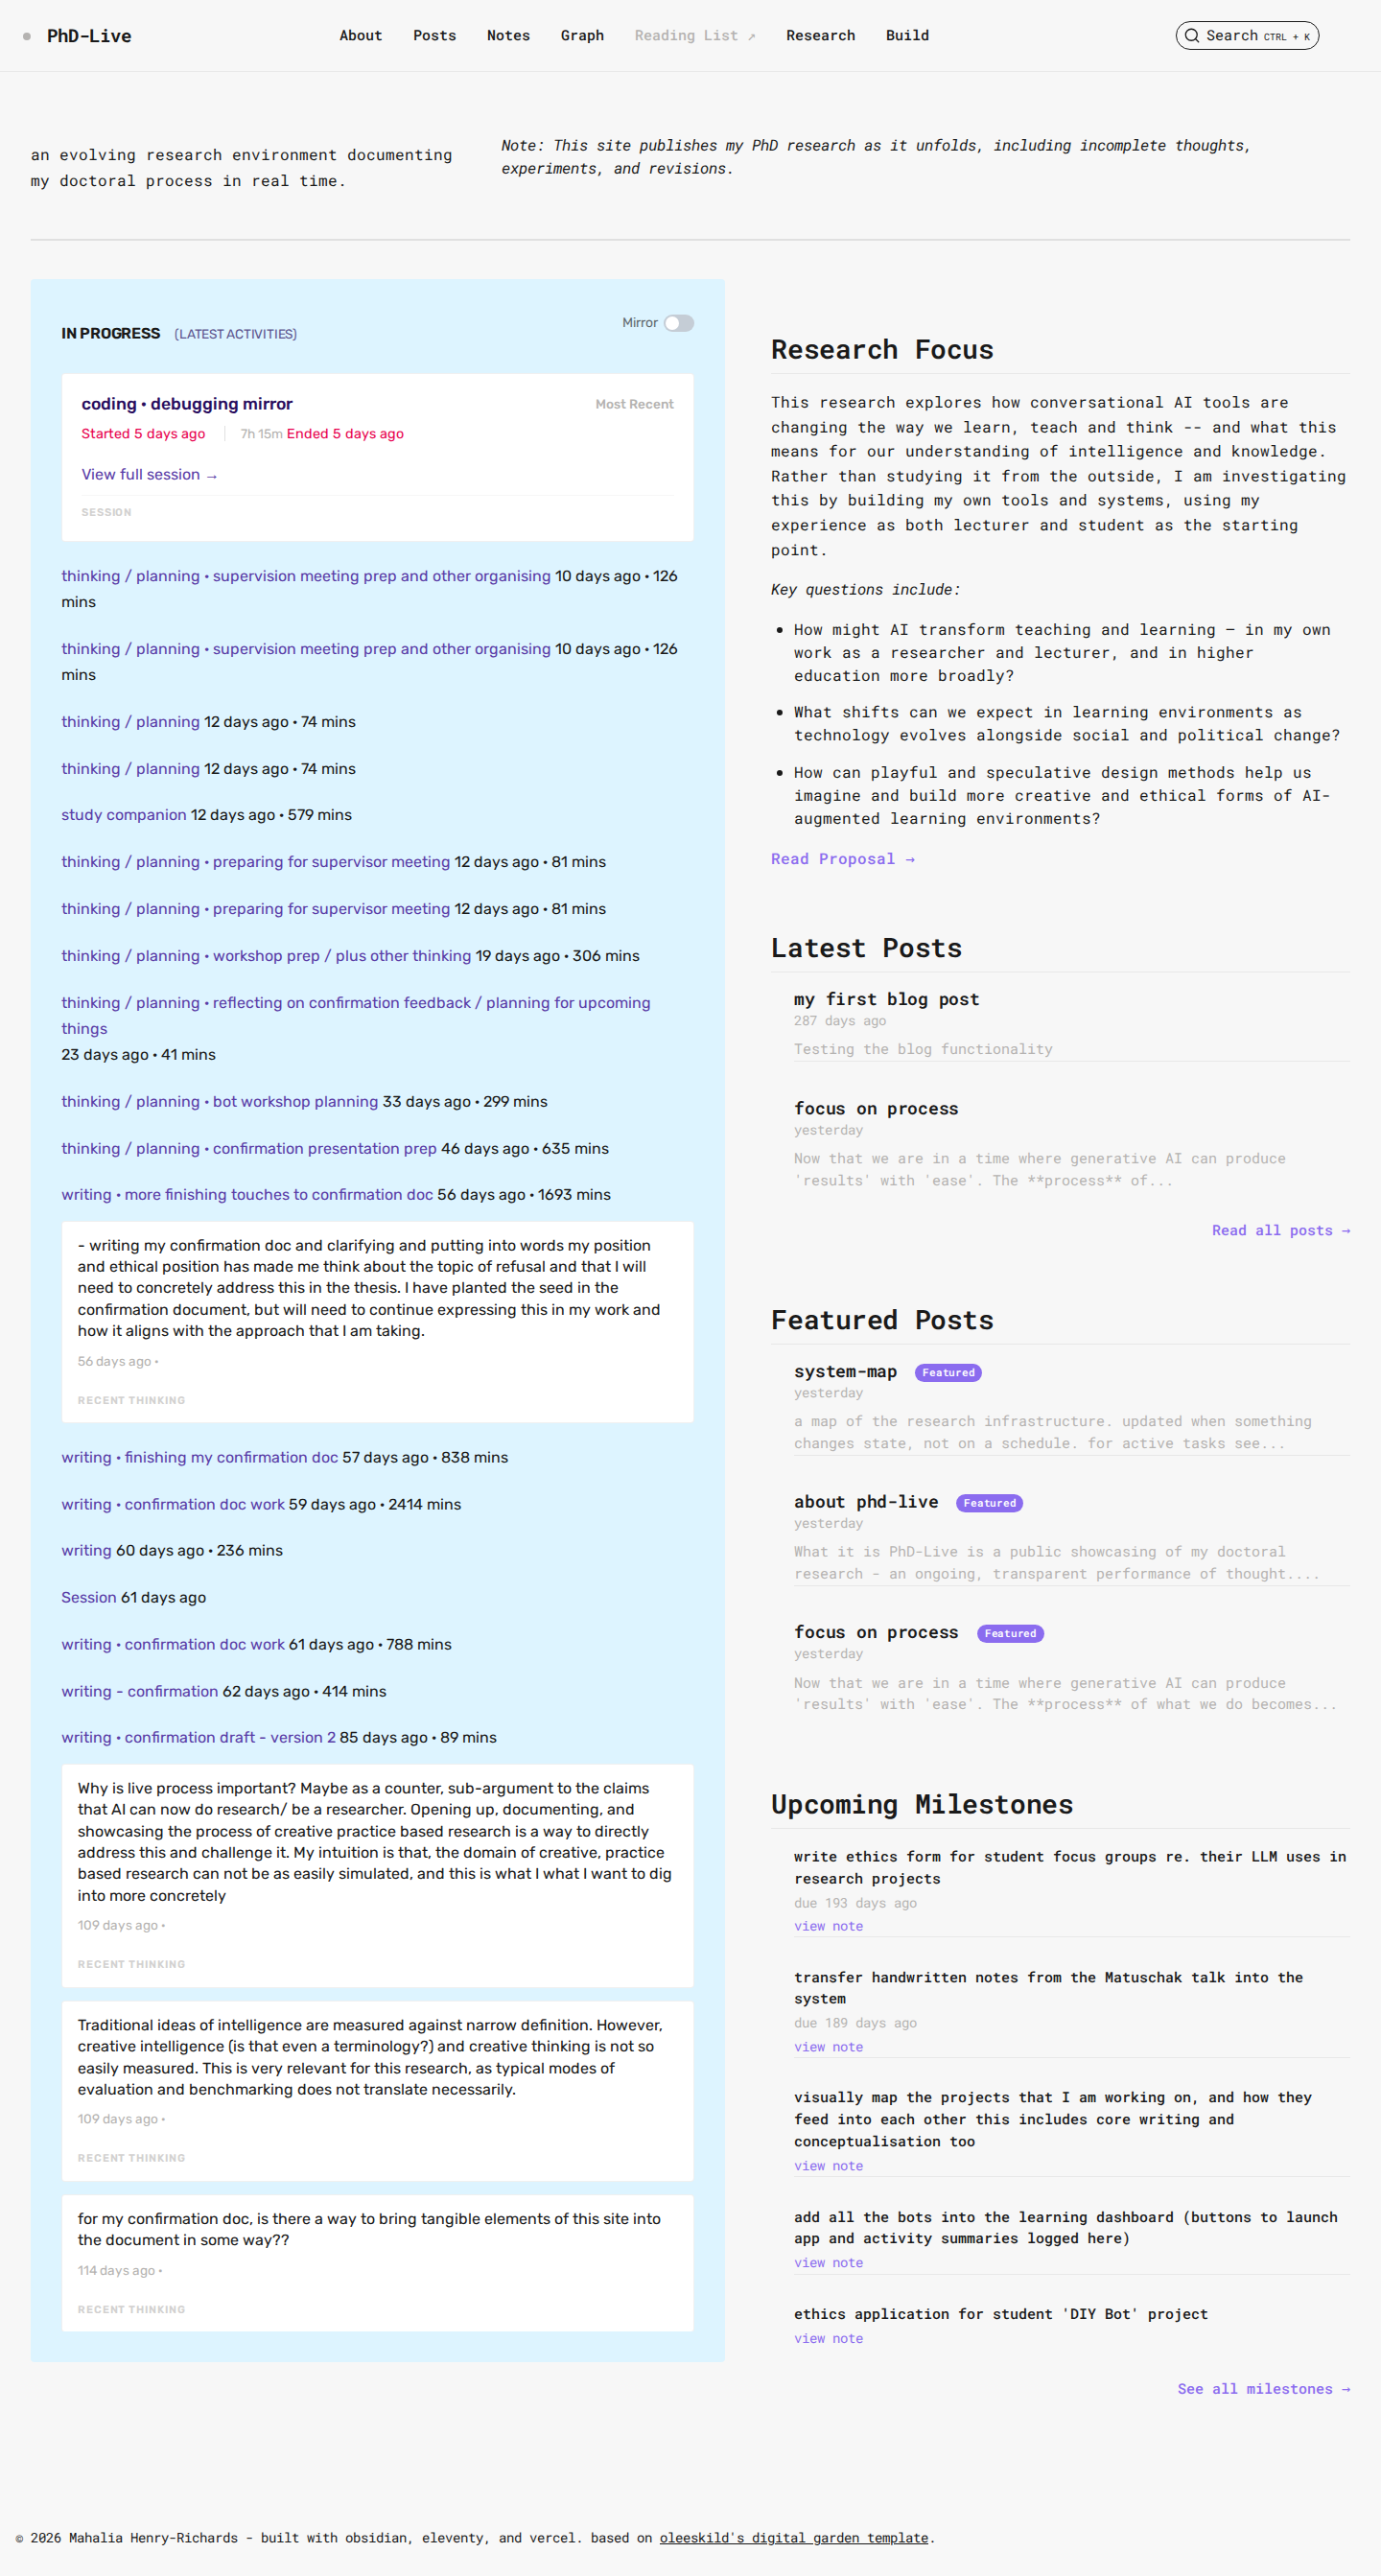 PhD-Live
About Posts Notes Graph Reading List ↗ Research Build
Search CTRL + K
an evolving research environment documenting
my doctoral process in real time.
Note: This site publishes my PhD research as it unfolds, including incomplete thoughts,
experiments, and revisions.
IN PROGRESS (LATEST ACTIVITIES)
Mirror
coding • debugging mirror
Most Recent
Started 5 days ago 7h 15m Ended 5 days ago
View full session →
SESSION
thinking / planning • supervision meeting prep and other organising 10 days ago • 126
mins
thinking / planning • supervision meeting prep and other organising 10 days ago • 126
mins
thinking / planning 12 days ago • 74 mins
thinking / planning 12 days ago • 74 mins
study companion 12 days ago • 579 mins
thinking / planning • preparing for supervisor meeting 12 days ago • 81 mins
thinking / planning • preparing for supervisor meeting 12 days ago • 81 mins
thinking / planning • workshop prep / plus other thinking 19 days ago • 306 mins
thinking / planning • reflecting on confirmation feedback / planning for upcoming
things
23 days ago • 41 mins
thinking / planning • bot workshop planning 33 days ago • 299 mins
thinking / planning • confirmation presentation prep 46 days ago • 635 mins
writing • more finishing touches to confirmation doc 56 days ago • 1693 mins
- writing my confirmation doc and clarifying and putting into words my position
and ethical position has made me think about the topic of refusal and that I will
need to concretely address this in the thesis. I have planted the seed in the
confirmation document, but will need to continue expressing this in my work and
how it aligns with the approach that I am taking.
56 days ago •
RECENT THINKING
writing • finishing my confirmation doc 57 days ago • 838 mins
writing • confirmation doc work 59 days ago • 2414 mins
writing 60 days ago • 236 mins
Session 61 days ago
writing • confirmation doc work 61 days ago • 788 mins
writing - confirmation 62 days ago • 414 mins
writing • confirmation draft - version 2 85 days ago • 89 mins
Why is live process important? Maybe as a counter, sub-argument to the claims
that AI can now do research/ be a researcher. Opening up, documenting, and
showcasing the process of creative practice based research is a way to directly
address this and challenge it. My intuition is that, the domain of creative, practice
based research can not be as easily simulated, and this is what I what I want to dig
into more concretely
109 days ago •
RECENT THINKING
Traditional ideas of intelligence are measured against narrow definition. However,
creative intelligence (is that even a terminology?) and creative thinking is not so
easily measured. This is very relevant for this research, as typical modes of
evaluation and benchmarking does not translate necessarily.
109 days ago •
RECENT THINKING
for my confirmation doc, is there a way to bring tangible elements of this site into
the document in some way??
114 days ago •
RECENT THINKING
Research Focus
This research explores how conversational AI tools are
changing the way we learn, teach and think -- and what this
means for our understanding of intelligence and knowledge.
Rather than studying it from the outside, I am investigating
this by building my own tools and systems, using my
experience as both lecturer and student as the starting
point.
Key questions include:
• How might AI transform teaching and learning — in my own
work as a researcher and lecturer, and in higher
education more broadly?
• What shifts can we expect in learning environments as
technology evolves alongside social and political change?
• How can playful and speculative design methods help us
imagine and build more creative and ethical forms of AI-
augmented learning environments?
Read Proposal →
Latest Posts
my first blog post
287 days ago
Testing the blog functionality
focus on process
yesterday
Now that we are in a time where generative AI can produce
'results' with 'ease'. The **process** of...
Read all posts →
Featured Posts
system-map Featured
yesterday
a map of the research infrastructure. updated when something
changes state, not on a schedule. for active tasks see...
about phd-live Featured
yesterday
What it is PhD-Live is a public showcasing of my doctoral
research - an ongoing, transparent performance of thought....
focus on process Featured
yesterday
Now that we are in a time where generative AI can produce
'results' with 'ease'. The **process** of what we do becomes...
Upcoming Milestones
write ethics form for student focus groups re. their LLM uses in
research projects
due 193 days ago
view note
transfer handwritten notes from the Matuschak talk into the
system
due 189 days ago
view note
visually map the projects that I am working on, and how they
feed into each other this includes core writing and
conceptualisation too
view note
add all the bots into the learning dashboard (buttons to launch
app and activity summaries logged here)
view note
ethics application for student 'DIY Bot' project
view note
See all milestones →
© 2026 Mahalia Henry-Richards - built with obsidian, eleventy, and vercel. based on oleeskild's digital garden template.